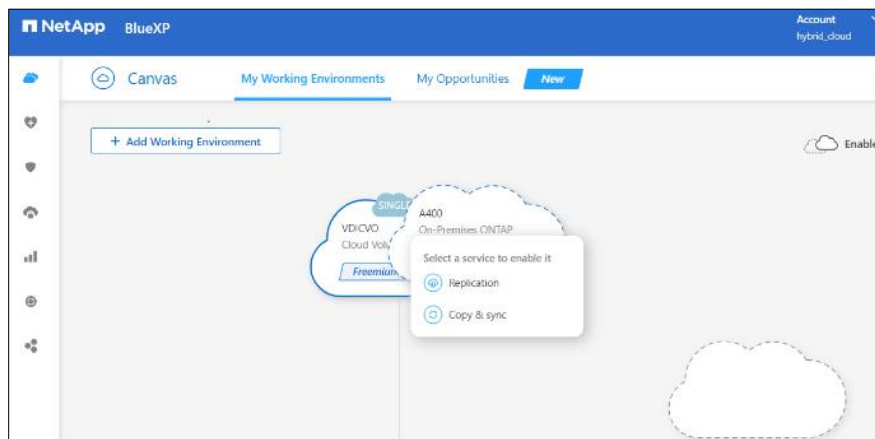 NetApp BlueXP
Account
hybrid_cloud
Canvas
My Working Environments
My Opportunities
New
+ Add Working Environment
Enable
SINGLE
VDICVO
Cloud Volu
Freemium
A400
On-Premises ONTAP
Select a service to enable it
Replication
Copy & sync